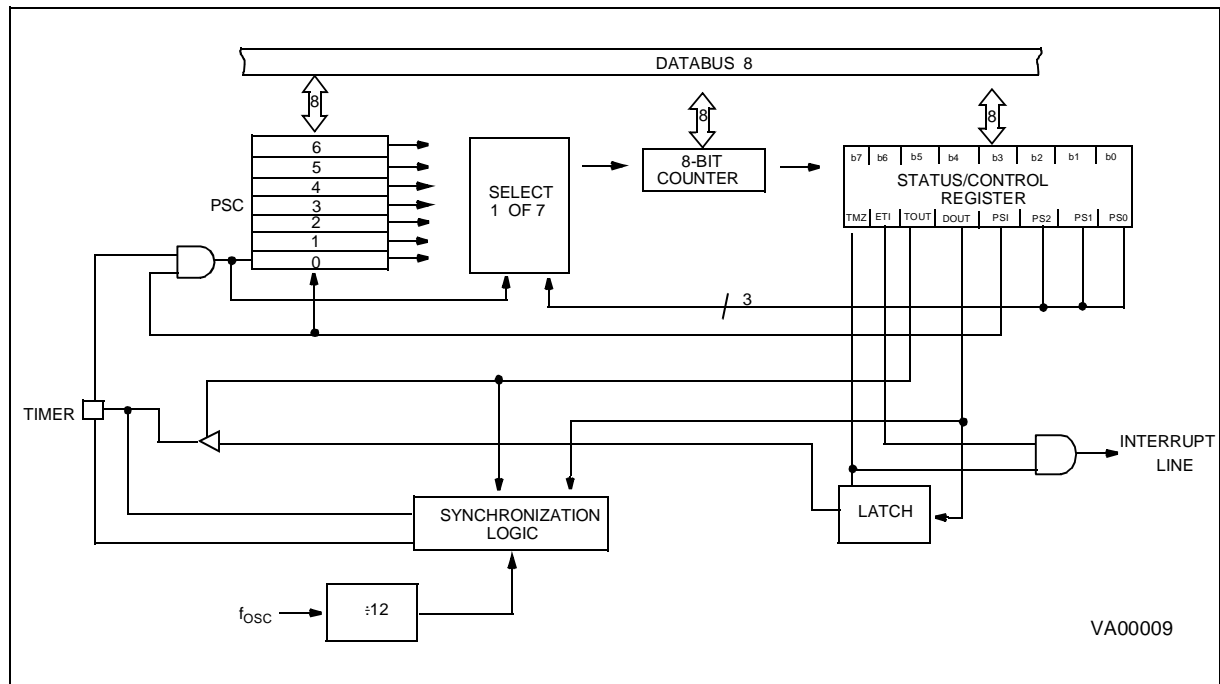 DATABUS 8
8
8
8
6
5
4
3
2
1
0
PSC
SELECT
1 OF 7
8-BIT
COUNTER
b7 b6 b5 b4 b3 b2 b1 b0
STATUS/CONTROL
REGISTER
TMZ ETI TOUT DOUT PSI PS2 PS1 PS0
3
TIMER
INTERRUPT
LINE
SYNCHRONIZATION
LOGIC
LATCH
fOSC
÷12
VA00009